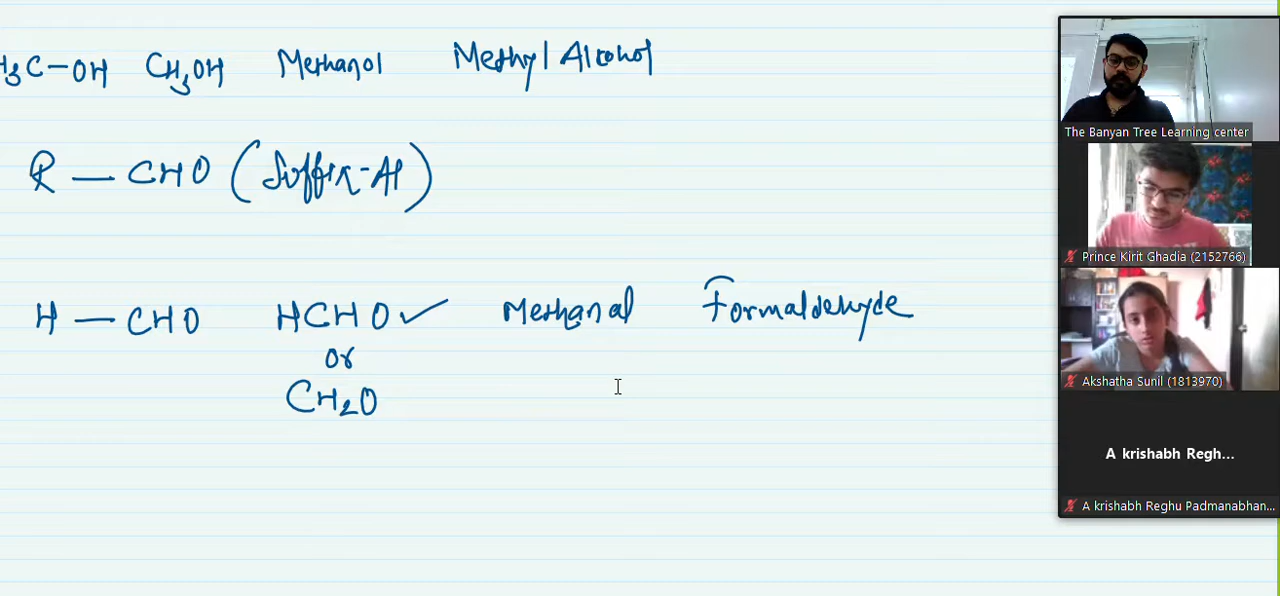 H₃C-OH CH₃OH Methanol Methyl Alcohol
R — CHO (Suffix-Al)
H — CHO HCHO ✓ Methanal Formaldehyde
or
CH₂O
The Banyan Tree Learning center
Prince Kirit Ghadia (2152766)
Akshatha Sunil (1813970)
A krishabh Regh...
A krishabh Reghu Padmanabhan...